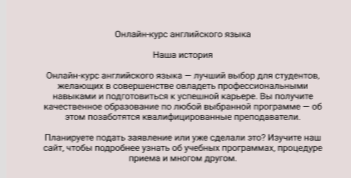 Онлайн-курс английского языка
Наша история
Онлайн-курс английского языка — лучший выбор для студентов,
желающих в совершенстве овладеть профессиональными
навыками и подготовиться к успешной карьере. Вы получите
качественное образование по любой выбранной программе — об
этом позаботятся квалифицированные преподаватели.
Планируете подать заявление или уже сделали это? Изучите наш
сайт, чтобы подробнее узнать об учебных программах, процедуре
приема и многом другом.